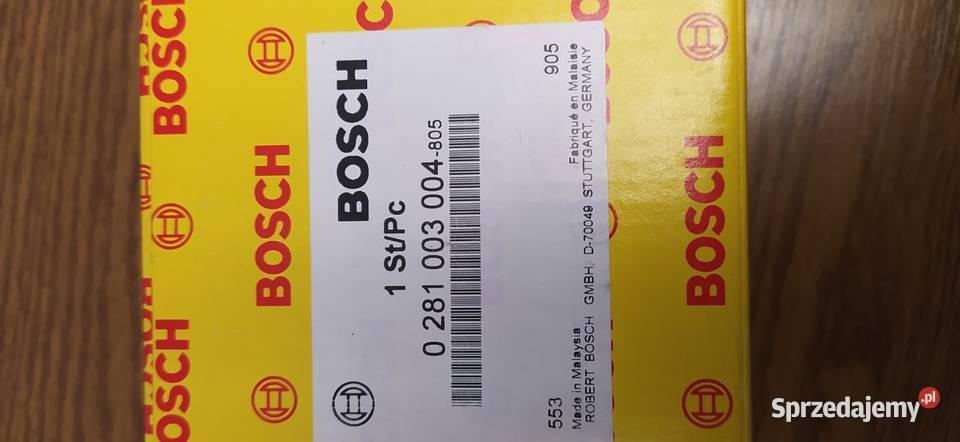 BOSCH
BOSCH
BOSCH
BOSCH
1 St/Pc
0 281 003 004-805
553 905
Made in Malaysia Fabriqué en Malaisie
ROBERT BOSCH GMBH, D-70049 STUTTGART, GERMANY
BOSCH
BOSCH
Sprzedajemy.pl